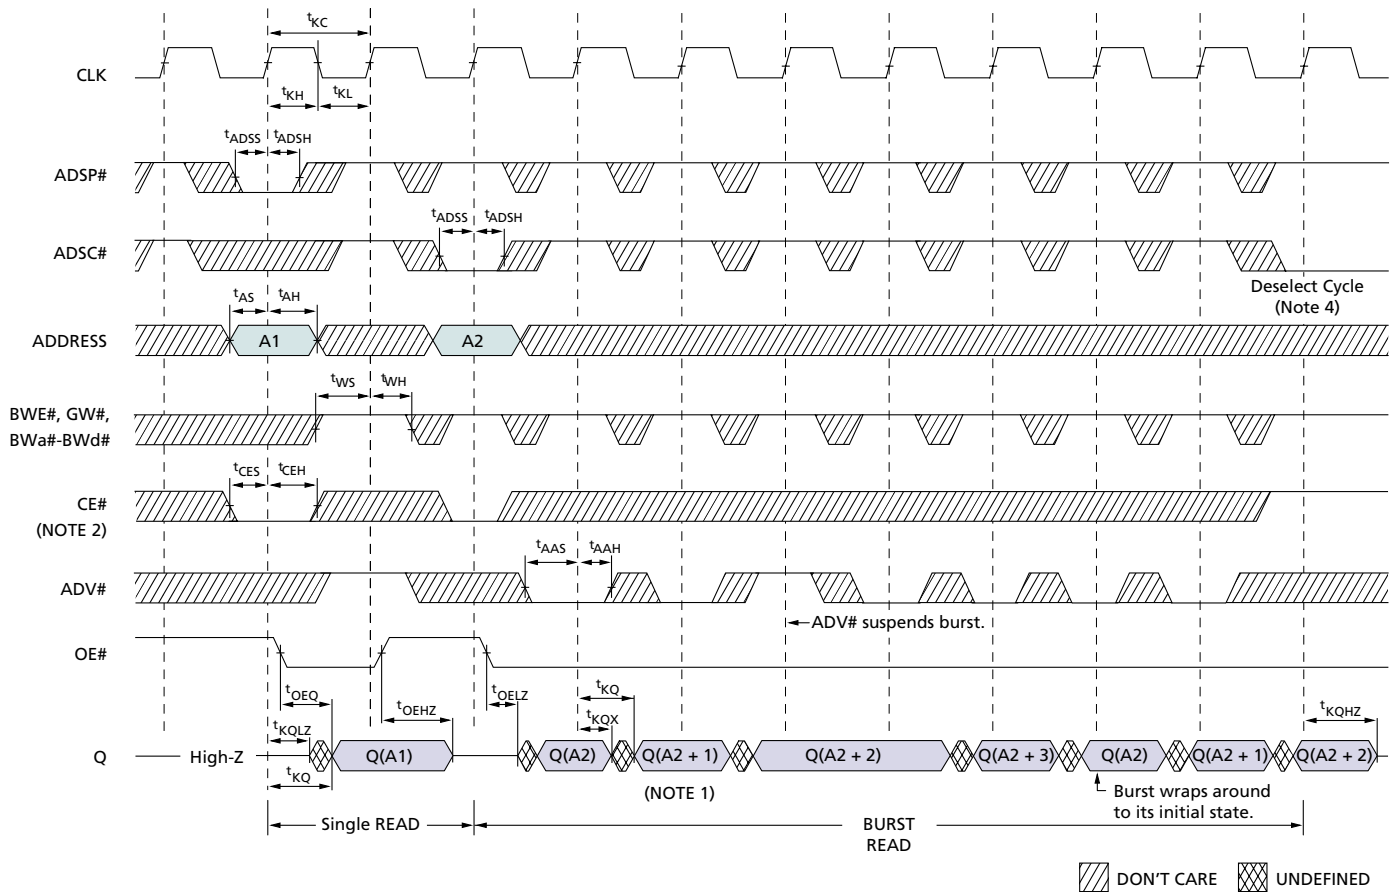 tKC
CLK
tKH
tKL
tADSS
tADSH
ADSP#
tADSS
tADSH
ADSC#
Deselect Cycle
(Note 4)
tAS
tAH
ADDRESS
A1
A2
tWS
tWH
BWE#, GW#,
BWa#-BWd#
tCES
tCEH
CE#
(NOTE 2)
tAAS
tAAH
ADV#
ADV# suspends burst.
OE#
tOEQ
tOEHZ
tOELZ
tKQ
tKQLZ
tKQX
tKQHZ
Q
High-Z
Q(A1)
Q(A2)
Q(A2 + 1)
Q(A2 + 2)
Q(A2 + 3)
Q(A2)
Q(A2 + 1)
Q(A2 + 2)
tKQ
(NOTE 1)
Burst wraps around
to its initial state.
Single READ
BURST
READ
DON'T CARE
UNDEFINED